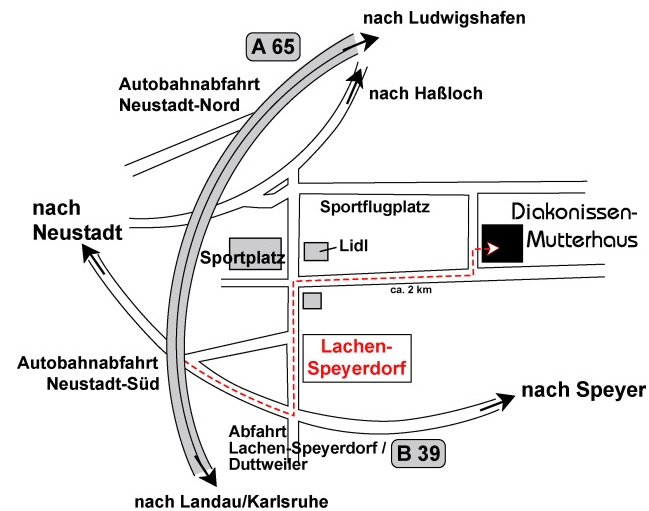 nach Ludwigshafen
A 65
Autobahnabfahrt
Neustadt-Nord
nach Haßloch
nach
Neustadt
Sportflugplatz
Diakonissen-
Mutterhaus
Sportplatz
Lidl
ca. 2 km
Lachen-
Speyerdorf
Autobahnabfahrt
Neustadt-Süd
nach Speyer
Abfahrt
Lachen-Speyerdorf /
Duttweiler
B 39
nach Landau/Karlsruhe